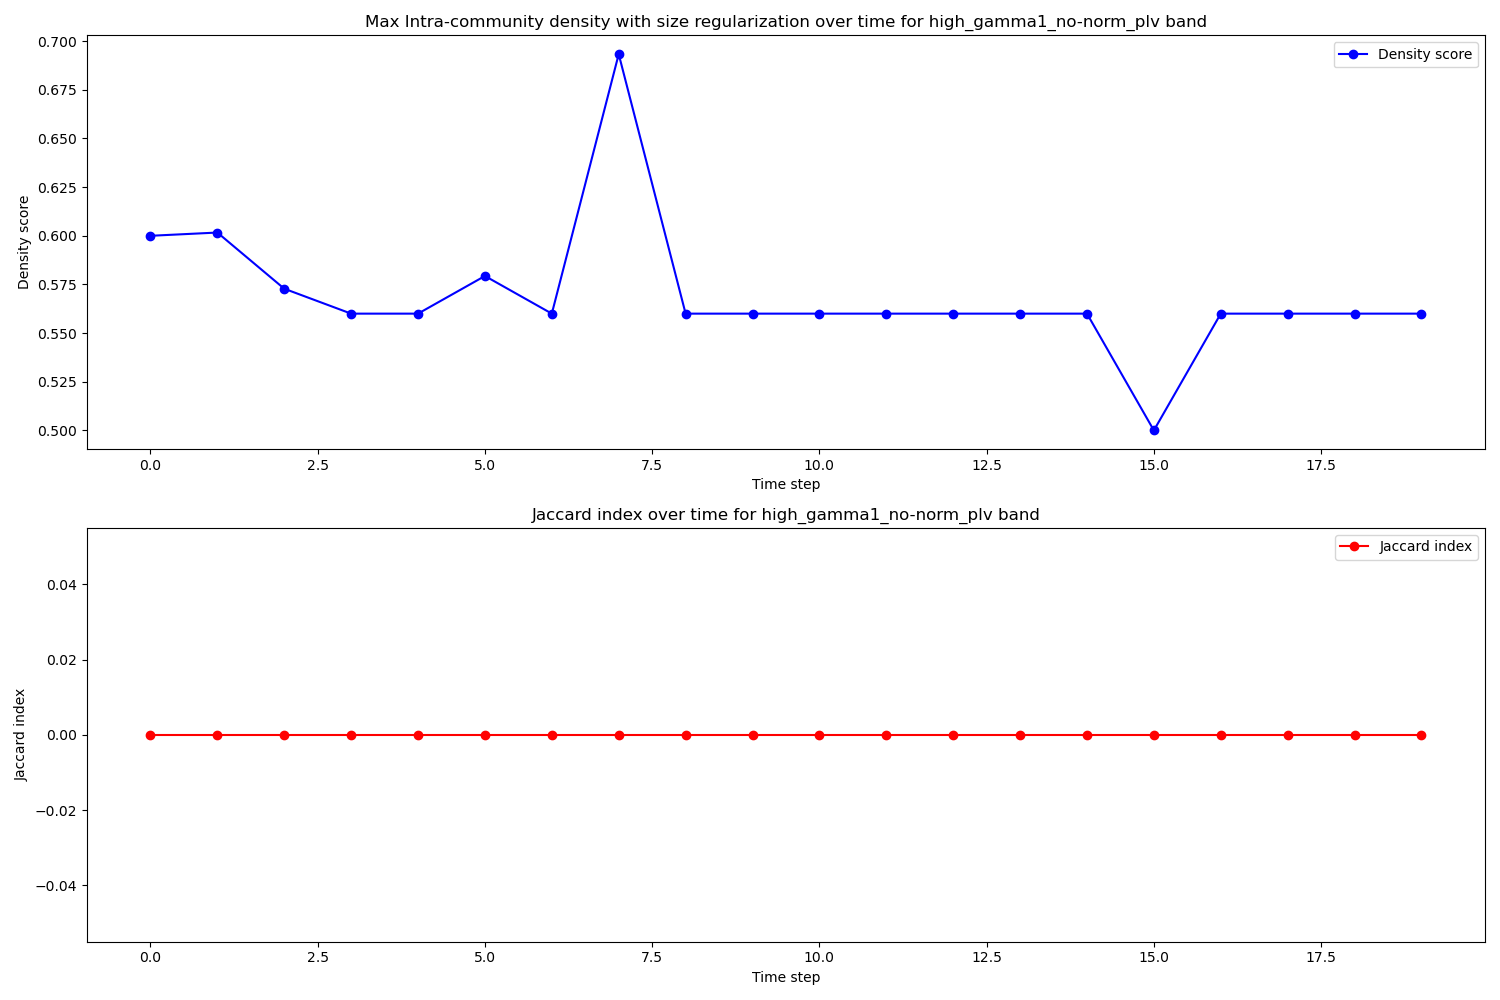 Max Intra-community density with size regularization over time for high_gamma1_no-norm_plv band
Density score
0.700
0.675
0.650
0.625
0.600
0.575
0.550
0.525
0.500
Density score
0.0 2.5 5.0 7.5 10.0 12.5 15.0 17.5
Time step
Jaccard index over time for high_gamma1_no-norm_plv band
Jaccard index
0.04
0.02
0.00
−0.02
−0.04
Jaccard index
0.0 2.5 5.0 7.5 10.0 12.5 15.0 17.5
Time step